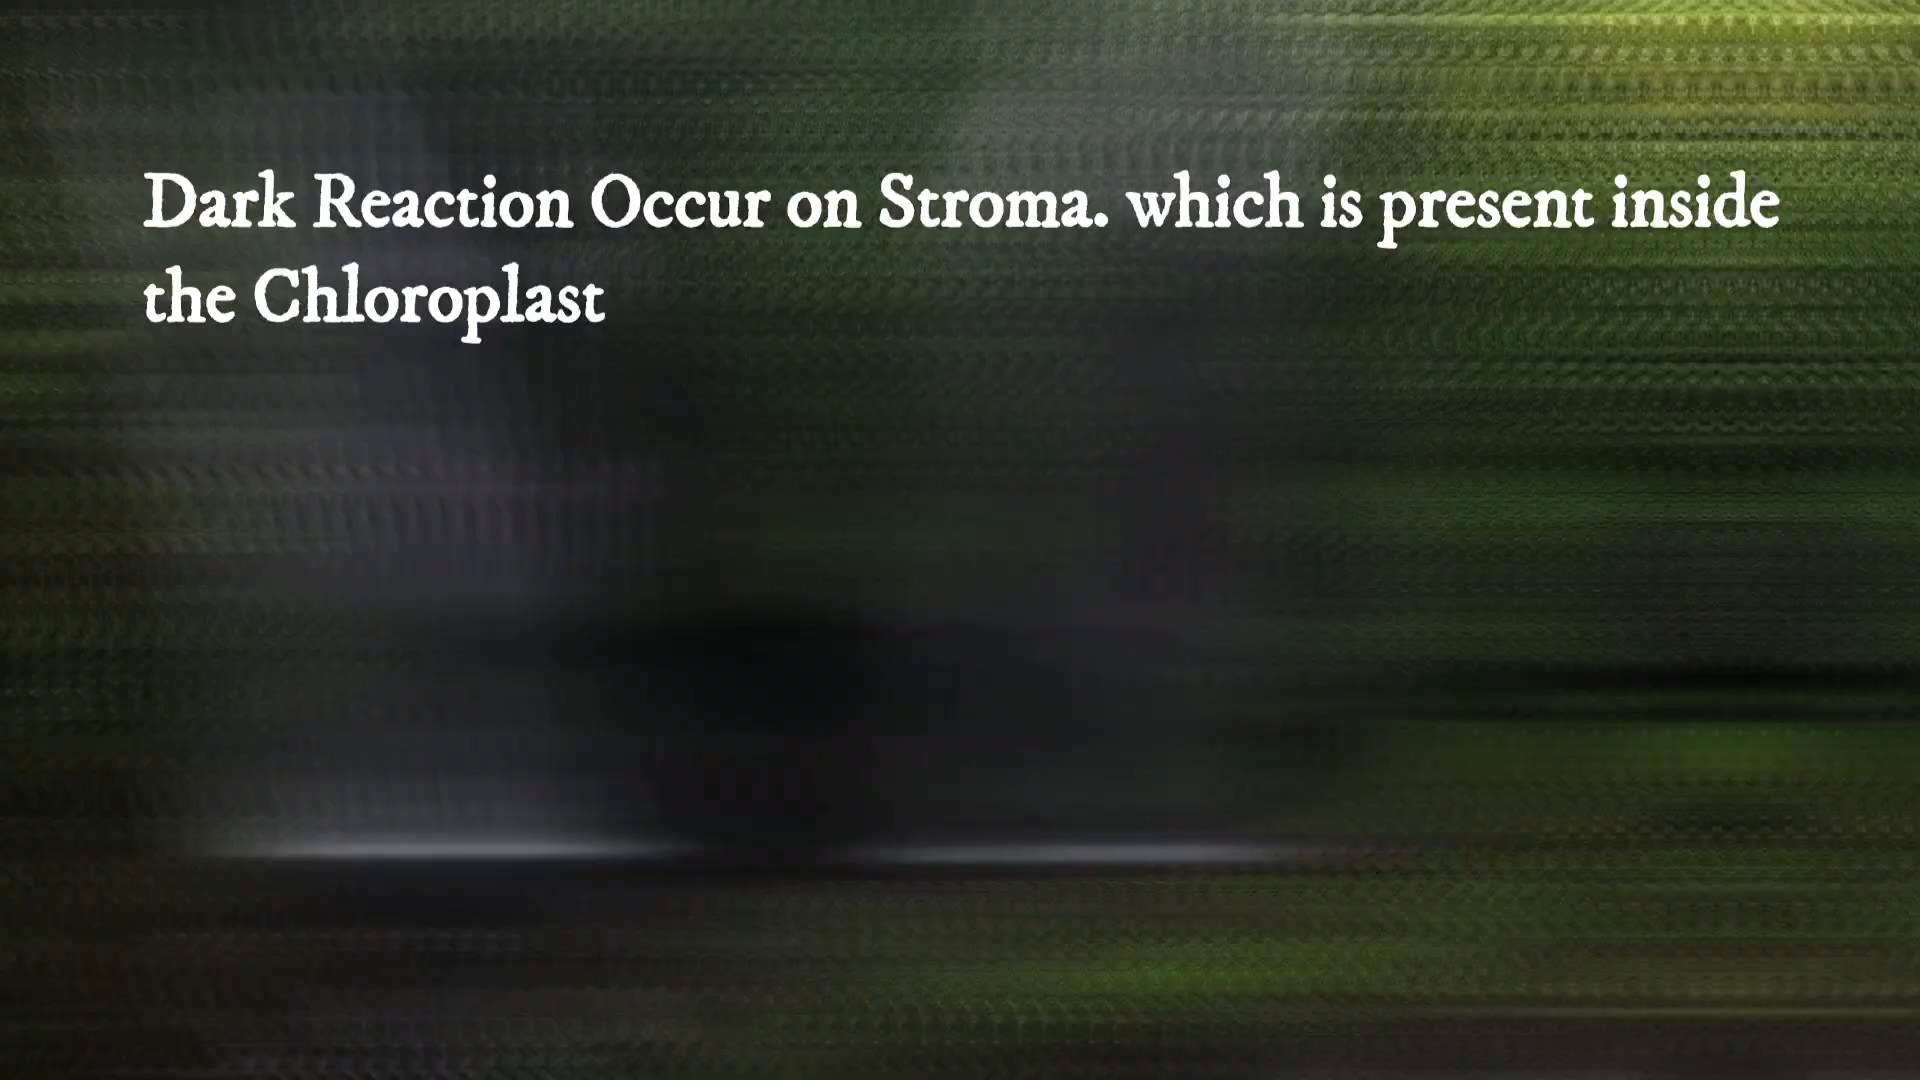 Dark Reaction Occur on Stroma. which is present inside
the Chloroplast